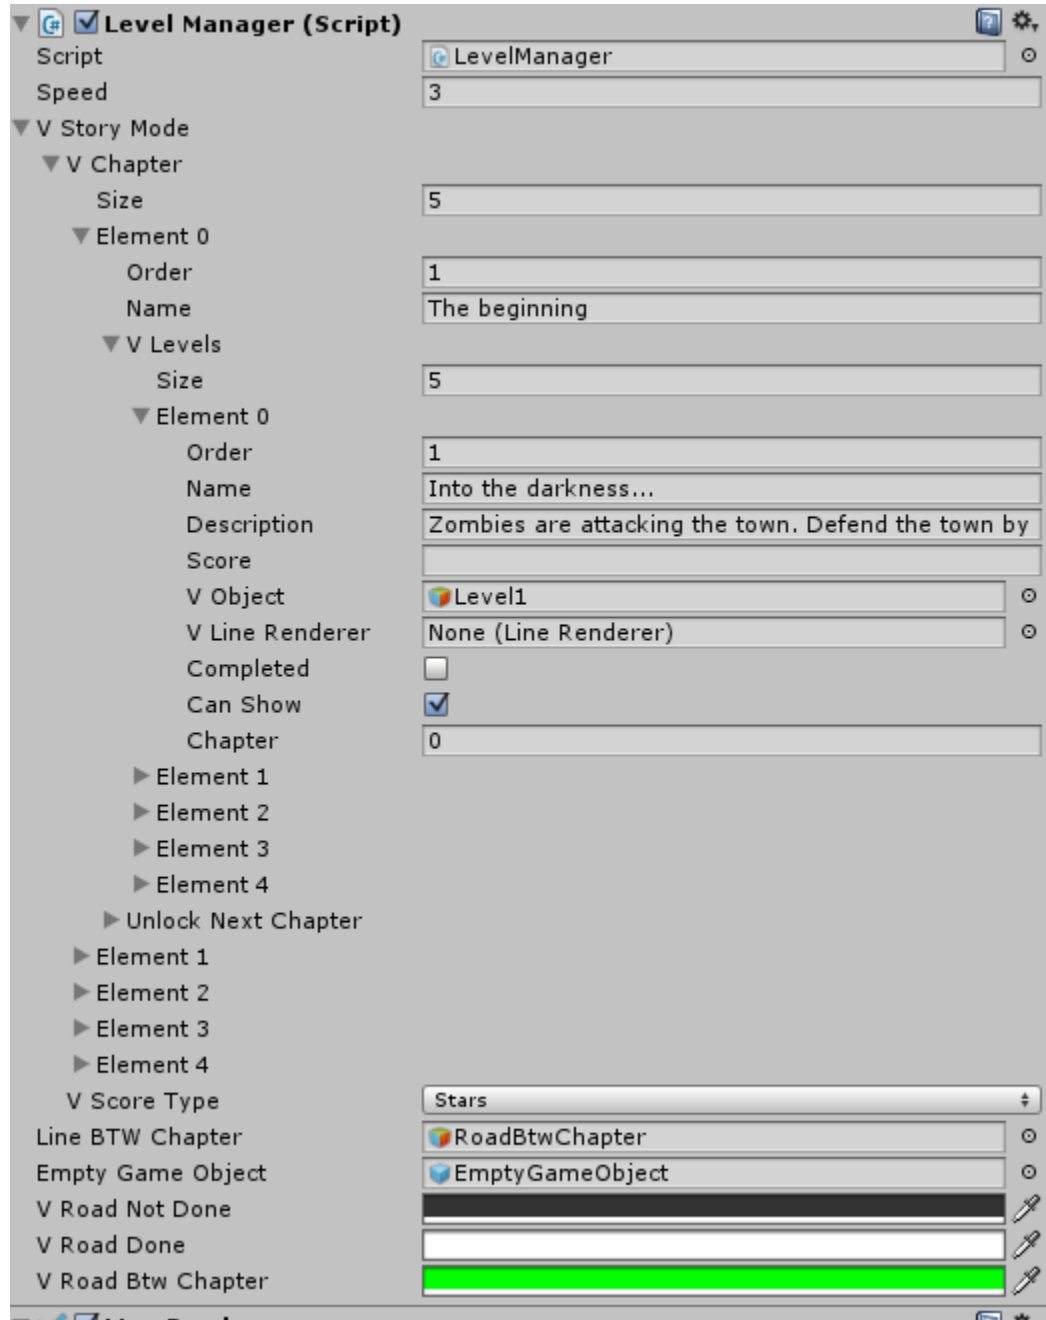 Level Manager (Script)
Script LevelManager
Speed 3
V Story Mode
V Chapter
Size 5
Element 0
Order 1
Name The beginning
V Levels
Size 5
Element 0
Order 1
Name Into the darkness...
Description Zombies are attacking the town. Defend the town by
Score
V Object Level1
V Line Renderer None (Line Renderer)
Completed
Can Show
Chapter 0
Element 1
Element 2
Element 3
Element 4
Unlock Next Chapter
Element 1
Element 2
Element 3
Element 4
V Score Type Stars
Line BTW Chapter RoadBtwChapter
Empty Game Object EmptyGameObject
V Road Not Done
V Road Done
V Road Btw Chapter